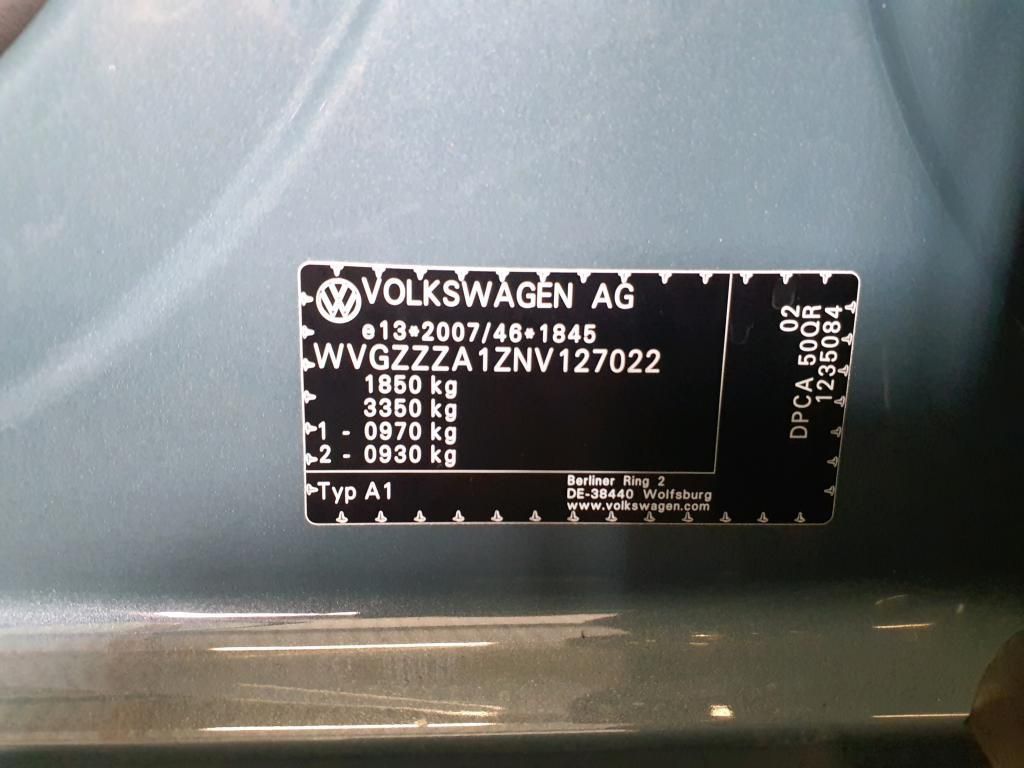 VOLKSWAGEN AG
e13*2007/46*1845
WVGZZZA1ZNV127022
1850 kg
3350 kg
1 - 0970 kg
2 - 0930 kg
Typ A1
Berliner Ring 2
DE-38440 Wolfsburg
www.volkswagen.com
02
DPCA 500R
1235084